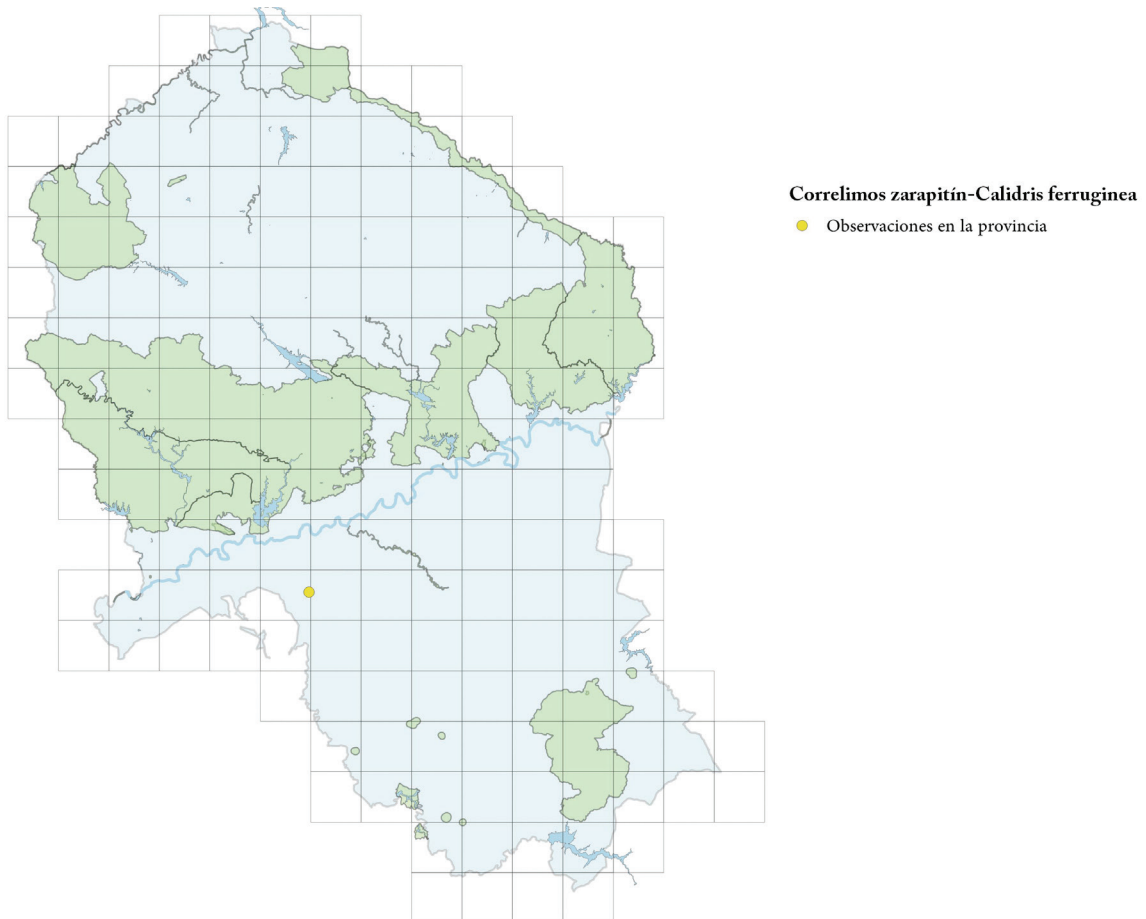 Correlimos zarapitín-Calidris ferruginea
Observaciones en la provincia